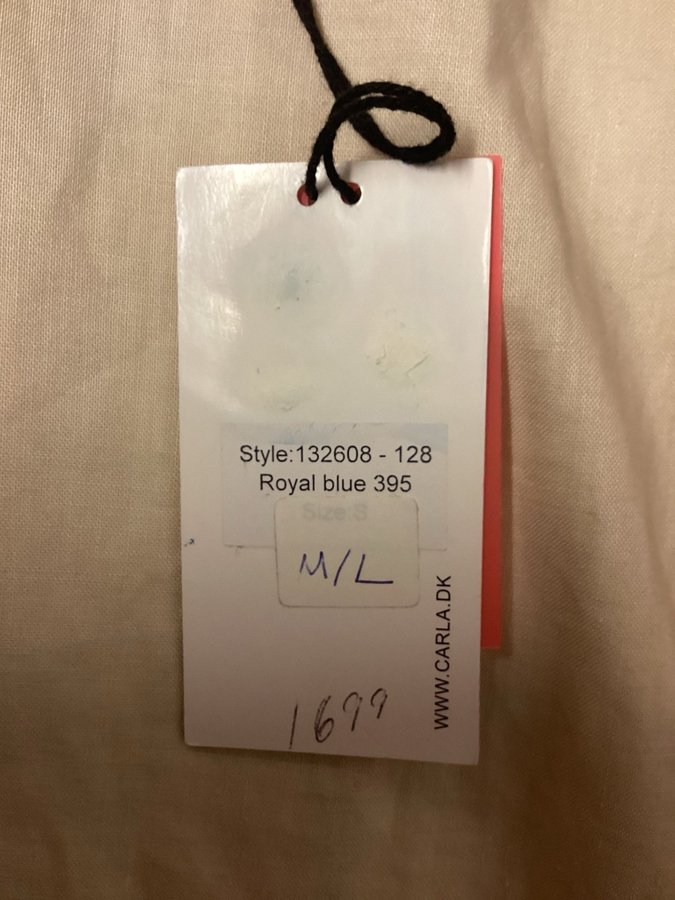 Style:132608 - 128
Royal blue 395
Size:S
M/L
WWW.CARLA.DK
1699